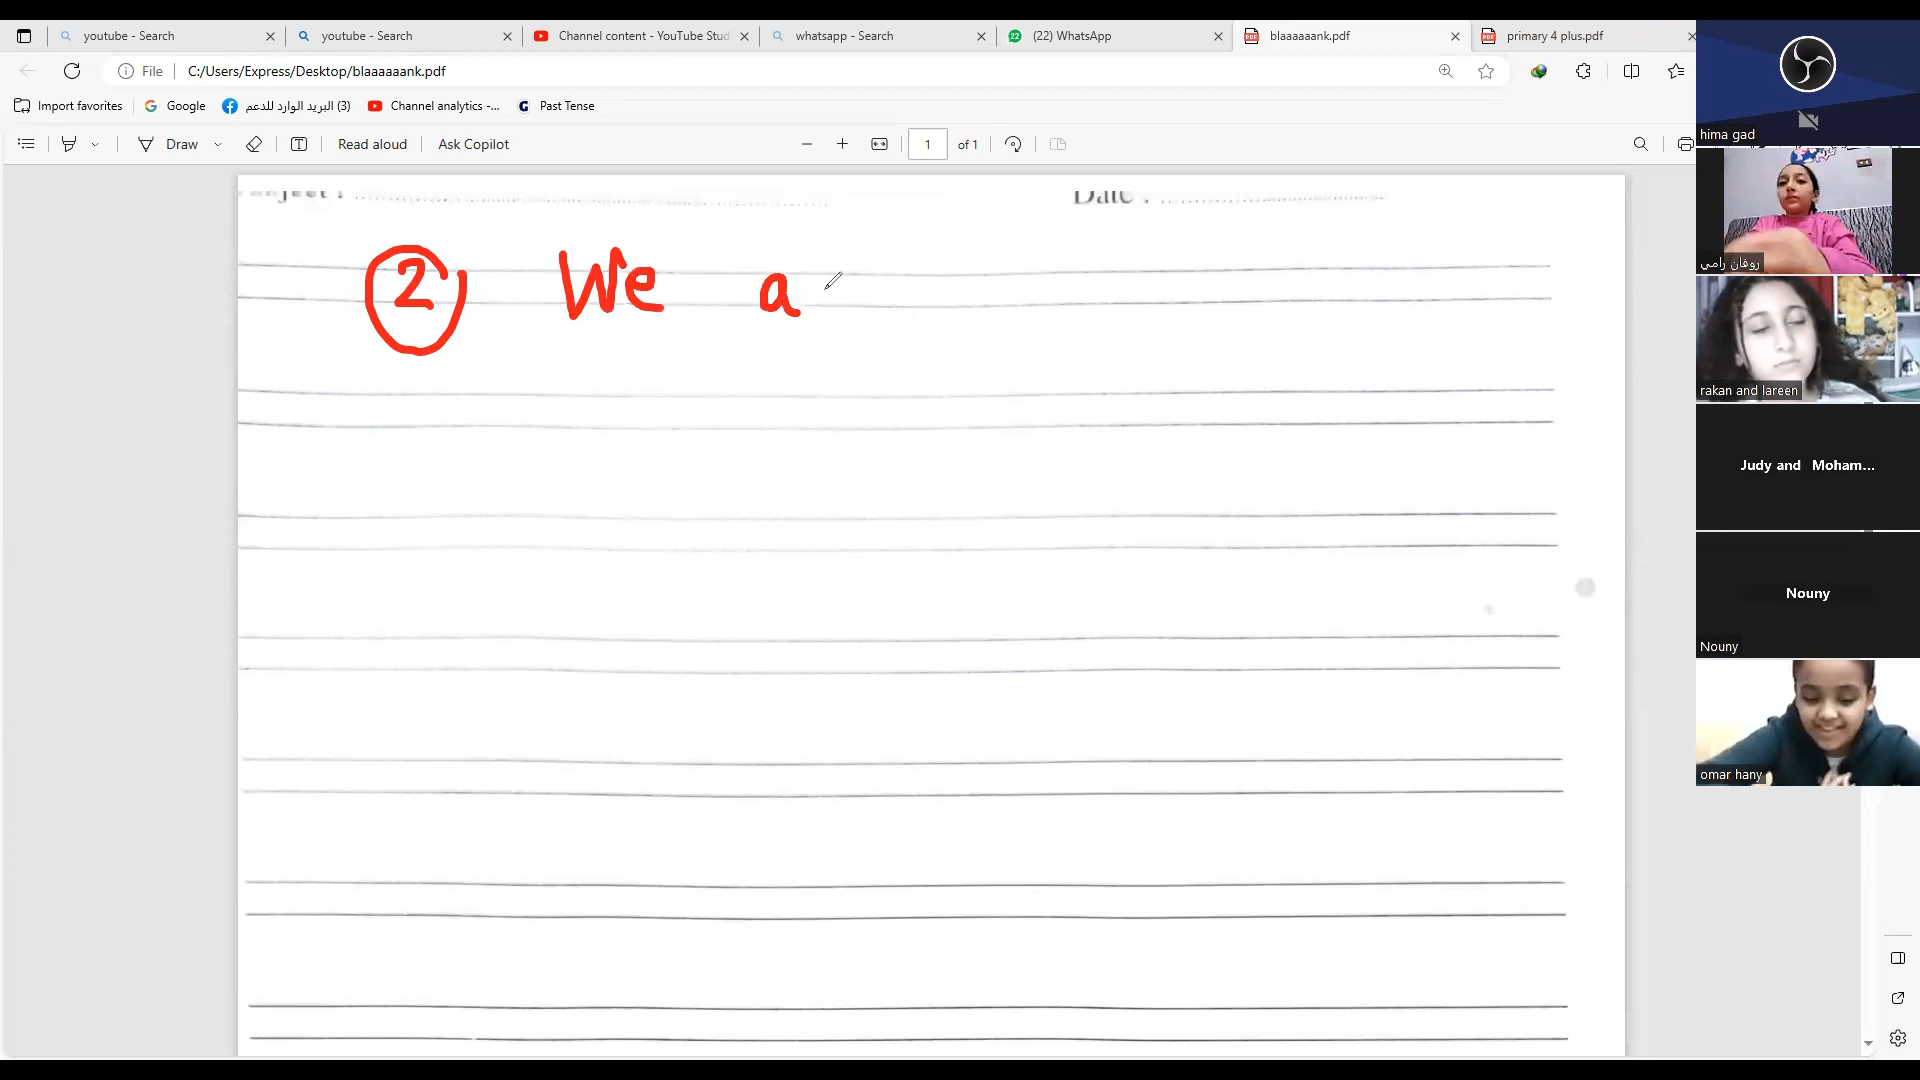 youtube - Search
youtube - Search
Channel content - YouTube Stud
whatsapp - Search
(22) WhatsApp
blaaaaaank.pdf
primary 4 plus.pdf
File
C:/Users/Express/Desktop/blaaaaaank.pdf
Import favorites
Google
(3) البريد الوارد للدعم
Channel analytics -...
Past Tense
Draw
Read aloud
Ask Copilot
1
of 1
Date :
2 We a
hima gad
روفان رامي
rakan and lareen
Judy and Moham...
Nouny
Nouny
omar hany